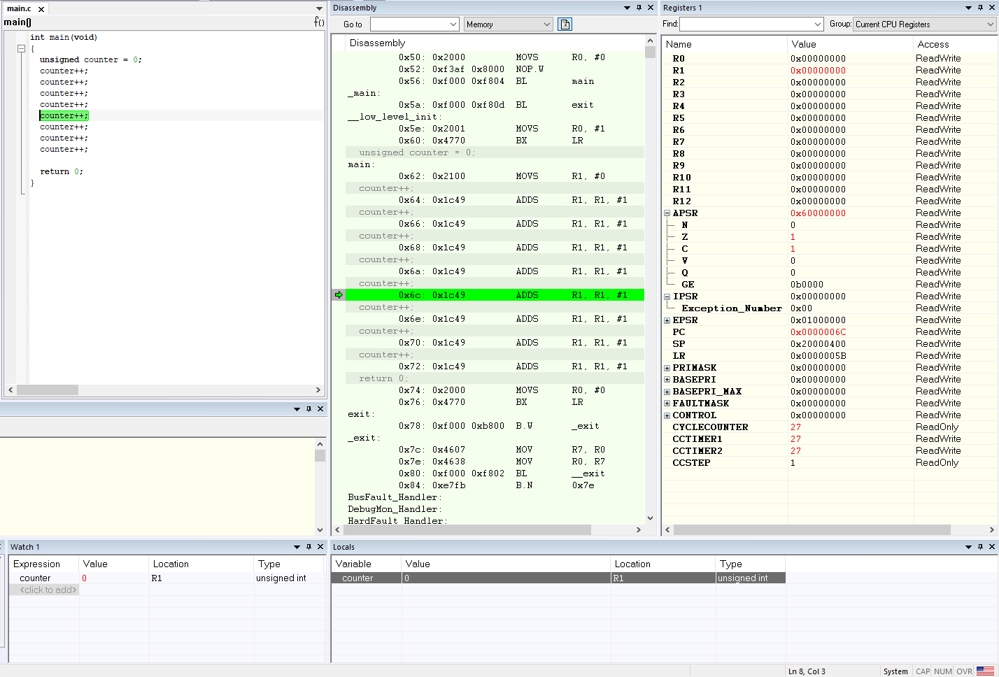 main.c
main()
f()
int main(void)
{
unsigned counter = 0;
counter++;
counter++;
counter++;
counter++;
counter++;
counter++;
counter++;
counter++;
return 0;
}
Disassembly
Go to
Memory
Disassembly
0x50: 0x2000 MOVS R0, #0
0x52: 0xf3af 0x8000 NOP.W
0x56: 0xf000 0xf804 BL main
_main:
0x5a: 0xf000 0xf80d BL exit
__low_level_init:
0x5e: 0x2001 MOVS R0, #1
0x60: 0x4770 BX LR
unsigned counter = 0;
main:
0x62: 0x2100 MOVS R1, #0
counter++;
0x64: 0x1c49 ADDS R1, R1, #1
counter++;
0x66: 0x1c49 ADDS R1, R1, #1
counter++;
0x68: 0x1c49 ADDS R1, R1, #1
counter++;
0x6a: 0x1c49 ADDS R1, R1, #1
counter++;
0x6c: 0x1c49 ADDS R1, R1, #1
counter++;
0x6e: 0x1c49 ADDS R1, R1, #1
counter++;
0x70: 0x1c49 ADDS R1, R1, #1
counter++;
0x72: 0x1c49 ADDS R1, R1, #1
return 0;
0x74: 0x2000 MOVS R0, #0
0x76: 0x4770 BX LR
exit:
0x78: 0xf000 0xb800 B.W _exit
_exit:
0x7c: 0x4607 MOV R7, R0
0x7e: 0x4638 MOV R0, R7
0x80: 0xf000 0xf802 BL __exit
0x84: 0xe7fb B.N 0x7e
BusFault_Handler:
DebugMon_Handler:
HardFault_Handler:
Registers 1
Find: Group: Current CPU Registers
Name Value Access
R0 0x00000000 ReadWrite
R1 0x00000000 ReadWrite
R2 0x00000000 ReadWrite
R3 0x00000000 ReadWrite
R4 0x00000000 ReadWrite
R5 0x00000000 ReadWrite
R6 0x00000000 ReadWrite
R7 0x00000000 ReadWrite
R8 0x00000000 ReadWrite
R9 0x00000000 ReadWrite
R10 0x00000000 ReadWrite
R11 0x00000000 ReadWrite
R12 0x00000000 ReadWrite
APSR 0x60000000 ReadWrite
N 0 ReadWrite
Z 1 ReadWrite
C 1 ReadWrite
V 0 ReadWrite
Q 0 ReadWrite
GE 0b0000 ReadWrite
IPSR 0x00000000 ReadWrite
Exception_Number 0x00 ReadWrite
EPSR 0x01000000 ReadWrite
PC 0x0000006C ReadWrite
SP 0x20000400 ReadWrite
LR 0x0000005B ReadWrite
PRIMASK 0x00000000 ReadWrite
BASEPRI 0x00000000 ReadWrite
BASEPRI_MAX 0x00000000 ReadWrite
FAULTMASK 0x00000000 ReadWrite
CONTROL 0x00000000 ReadWrite
CYCLECOUNTER 27 ReadOnly
CCTIMER1 27 ReadWrite
CCTIMER2 27 ReadWrite
CCSTEP 1 ReadOnly
Watch 1
Expression Value Location Type
counter 0 R1 unsigned int
<click to add>
Locals
Variable Value Location Type
counter 0 R1 unsigned int
Ln 8, Col 3 System CAP NUM OVR